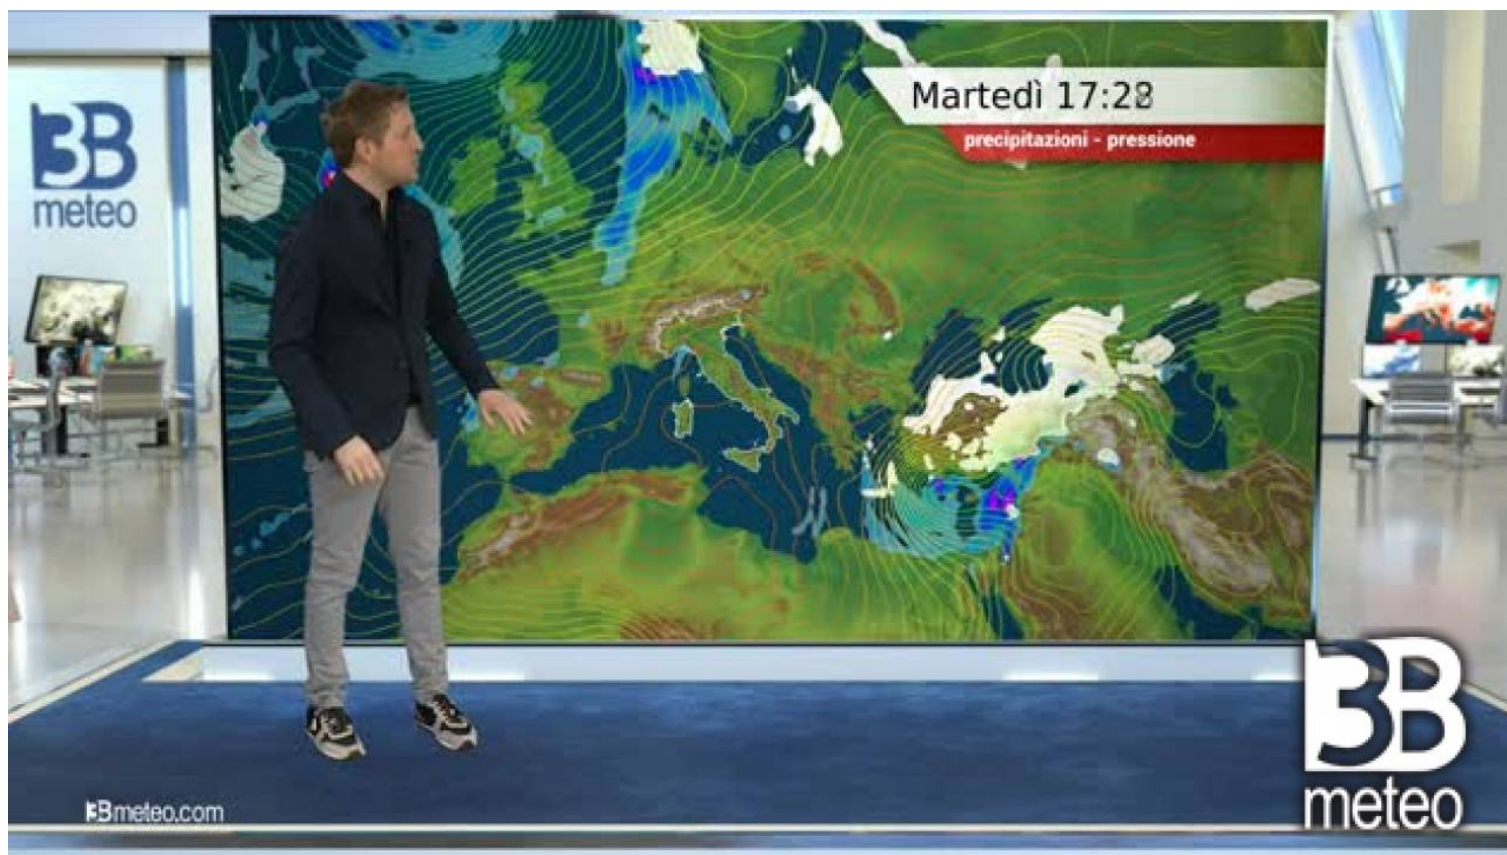 3B
meteo
Martedì 17:28
precipitazioni - pressione
3Bmeteo.com
3B
meteo